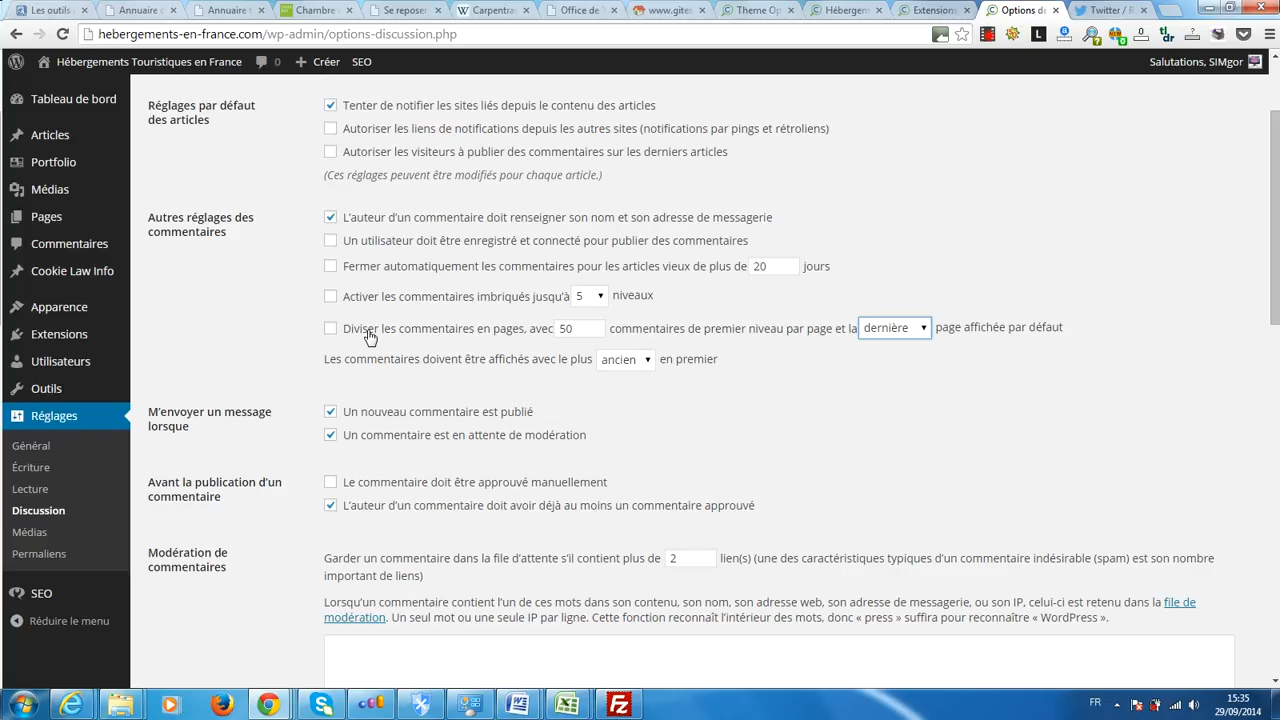 Les outils
Annuaire d
Annuaire t
Chambre
Se repose
Carpentra
Office de
www.gites
Theme Op
Héberge
Extensions
Options d
Twitter / R
hebergements-en-france.com/wp-admin/options-discussion.php
Hébergements Touristiques en France 0 Créer SEO Salutations, SIMgor
Tableau de bord
Articles
Portfolio
Médias
Pages
Commentaires
Cookie Law Info
Apparence
Extensions
Utilisateurs
Outils
Réglages
Général
Écriture
Lecture
Discussion
Médias
Permaliens
SEO
Réduire le menu
Réglages par défaut
des articles
Tenter de notifier les sites liés depuis le contenu des articles
Autoriser les liens de notifications depuis les autres sites (notifications par pings et rétroliens)
Autoriser les visiteurs à publier des commentaires sur les derniers articles
(Ces réglages peuvent être modifiés pour chaque article.)
Autres réglages des
commentaires
L'auteur d'un commentaire doit renseigner son nom et son adresse de messagerie
Un utilisateur doit être enregistré et connecté pour publier des commentaires
Fermer automatiquement les commentaires pour les articles vieux de plus de 20 jours
Activer les commentaires imbriqués jusqu'à 5 niveaux
Diviser les commentaires en pages, avec 50 commentaires de premier niveau par page et la dernière page affichée par défaut
Les commentaires doivent être affichés avec le plus ancien en premier
M'envoyer un message
lorsque
Un nouveau commentaire est publié
Un commentaire est en attente de modération
Avant la publication d'un
commentaire
Le commentaire doit être approuvé manuellement
L'auteur d'un commentaire doit avoir déjà au moins un commentaire approuvé
Modération de
commentaires
Garder un commentaire dans la file d'attente s'il contient plus de 2 lien(s) (une des caractéristiques typiques d'un commentaire indésirable (spam) est son nombre
important de liens)
Lorsqu'un commentaire contient l'un de ces mots dans son contenu, son nom, son adresse web, son adresse de messagerie, ou son IP, celui-ci est retenu dans la file de
modération. Un seul mot ou une seule IP par ligne. Cette fonction reconnaît l'intérieur des mots, donc « press » suffira pour reconnaître « WordPress ».
FR
15:35
29/09/2014